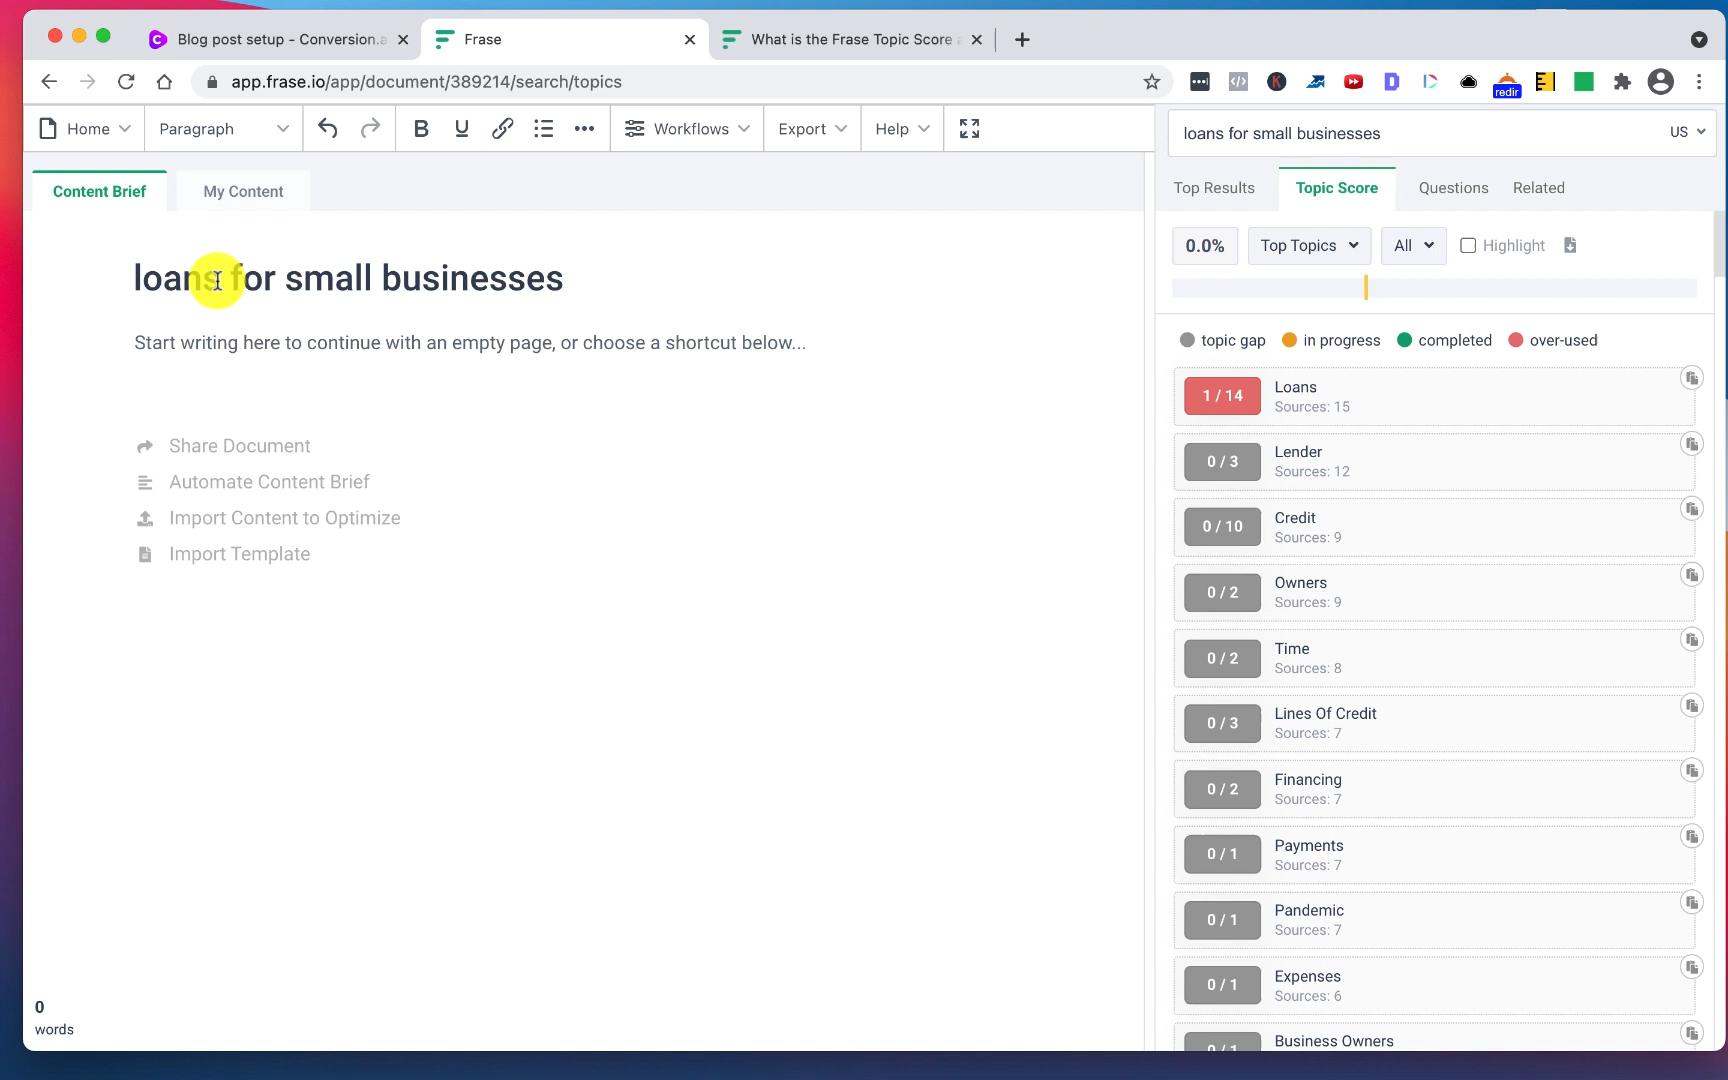 Blog post setup - Conversion.a
Frase
What is the Frase Topic Score a
app.frase.io/app/document/389214/search/topics
redir
Home
Paragraph
B
U
Workflows
Export
Help
loans for small businesses
US
Content Brief
My Content
Top Results
Topic Score
Questions
Related
0.0%
Top Topics
All
Highlight
loans for small businesses
Start writing here to continue with an empty page, or choose a shortcut below...
Share Document
Automate Content Brief
Import Content to Optimize
Import Template
0
words
topic gap
in progress
completed
over-used
1 / 14
Loans
Sources: 15
0 / 3
Lender
Sources: 12
0 / 10
Credit
Sources: 9
0 / 2
Owners
Sources: 9
0 / 2
Time
Sources: 8
0 / 3
Lines Of Credit
Sources: 7
0 / 2
Financing
Sources: 7
0 / 1
Payments
Sources: 7
0 / 1
Pandemic
Sources: 7
0 / 1
Expenses
Sources: 6
0 / 1
Business Owners